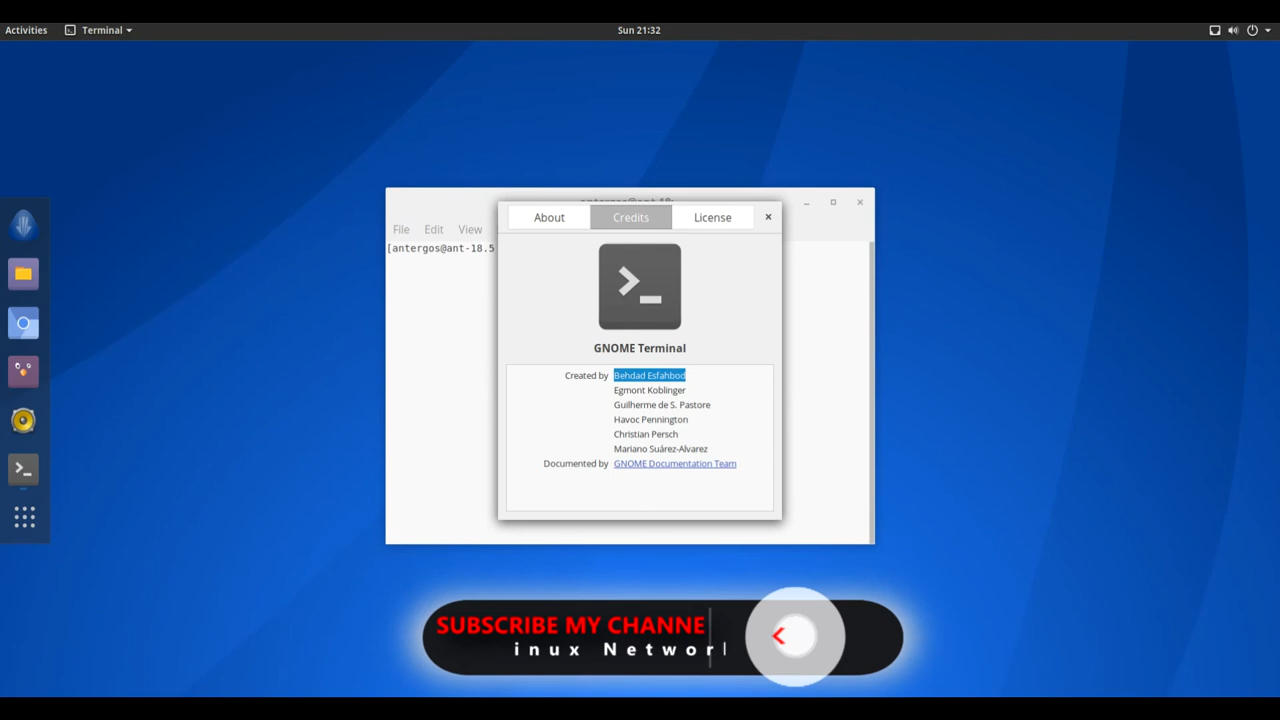 Activities Terminal Sun 21:32
File Edit View
[antergos@ant-18.5
About Credits License
GNOME Terminal
Created by Behdad Esfahbod
Egmont Koblinger
Guilherme de S. Pastore
Havoc Pennington
Christian Persch
Mariano Suárez-Alvarez
Documented by GNOME Documentation Team
SUBSCRIBE MY CHANNE
inux Networ